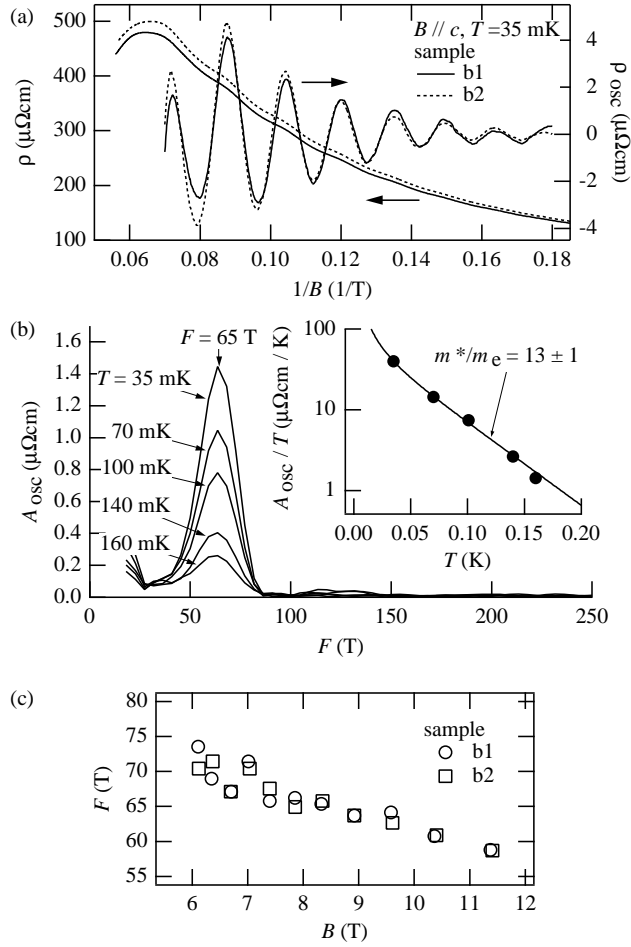 (a)
B // c, T =35 mK
sample
b1
b2
500
400
300
200
100
ρ (μΩcm)
4
2
0
-2
-4
ρosc (μΩcm)
0.06 0.08 0.10 0.12 0.14 0.16 0.18
1/B (1/T)
(b)
F = 65 T
T = 35 mK
70 mK
100 mK
140 mK
160 mK
1.6
1.4
1.2
1.0
0.8
0.6
0.4
0.2
0.0
Aosc (μΩcm)
0 50 100 150 200 250
F (T)
m*/me = 13 ± 1
100
10
1
Aosc / T (μΩcm / K)
0.00 0.05 0.10 0.15 0.20
T (K)
(c)
sample
b1
b2
80
75
70
65
60
55
F (T)
6 7 8 9 10 11 12
B (T)